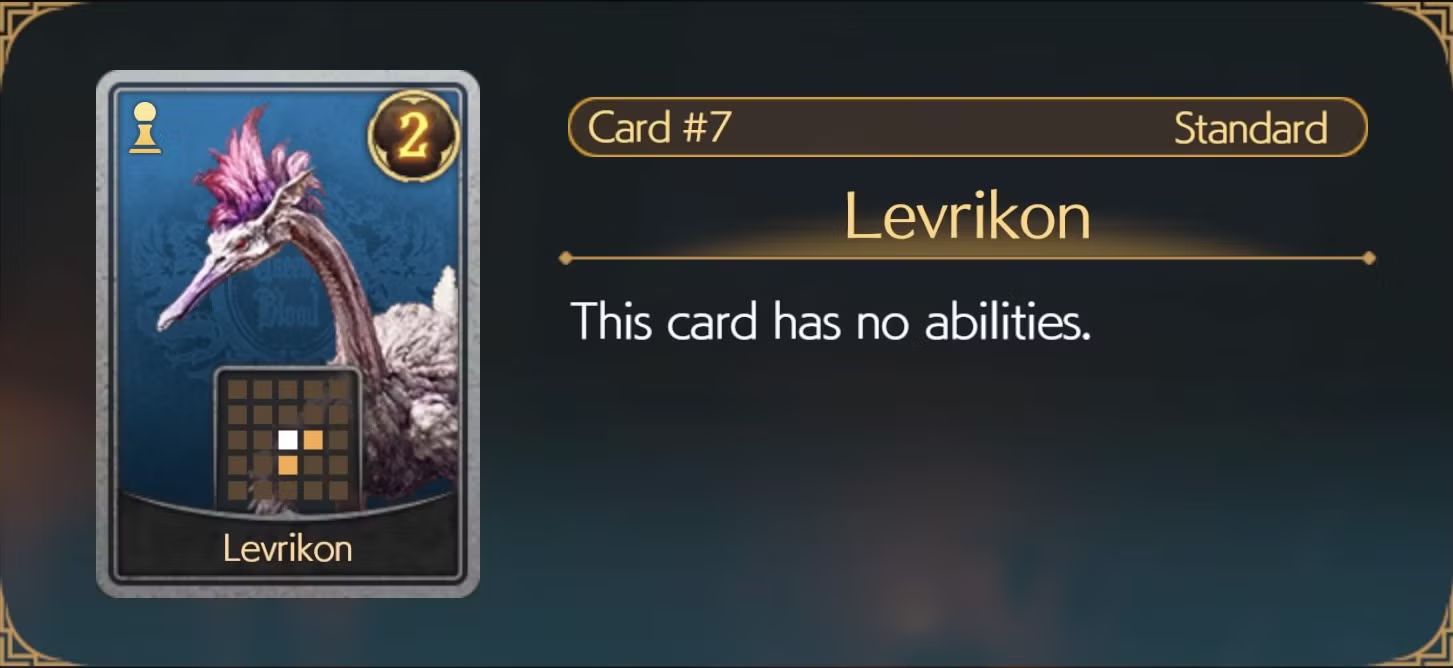 2
Card #7 Standard
Levrikon
This card has no abilities.
Levrikon